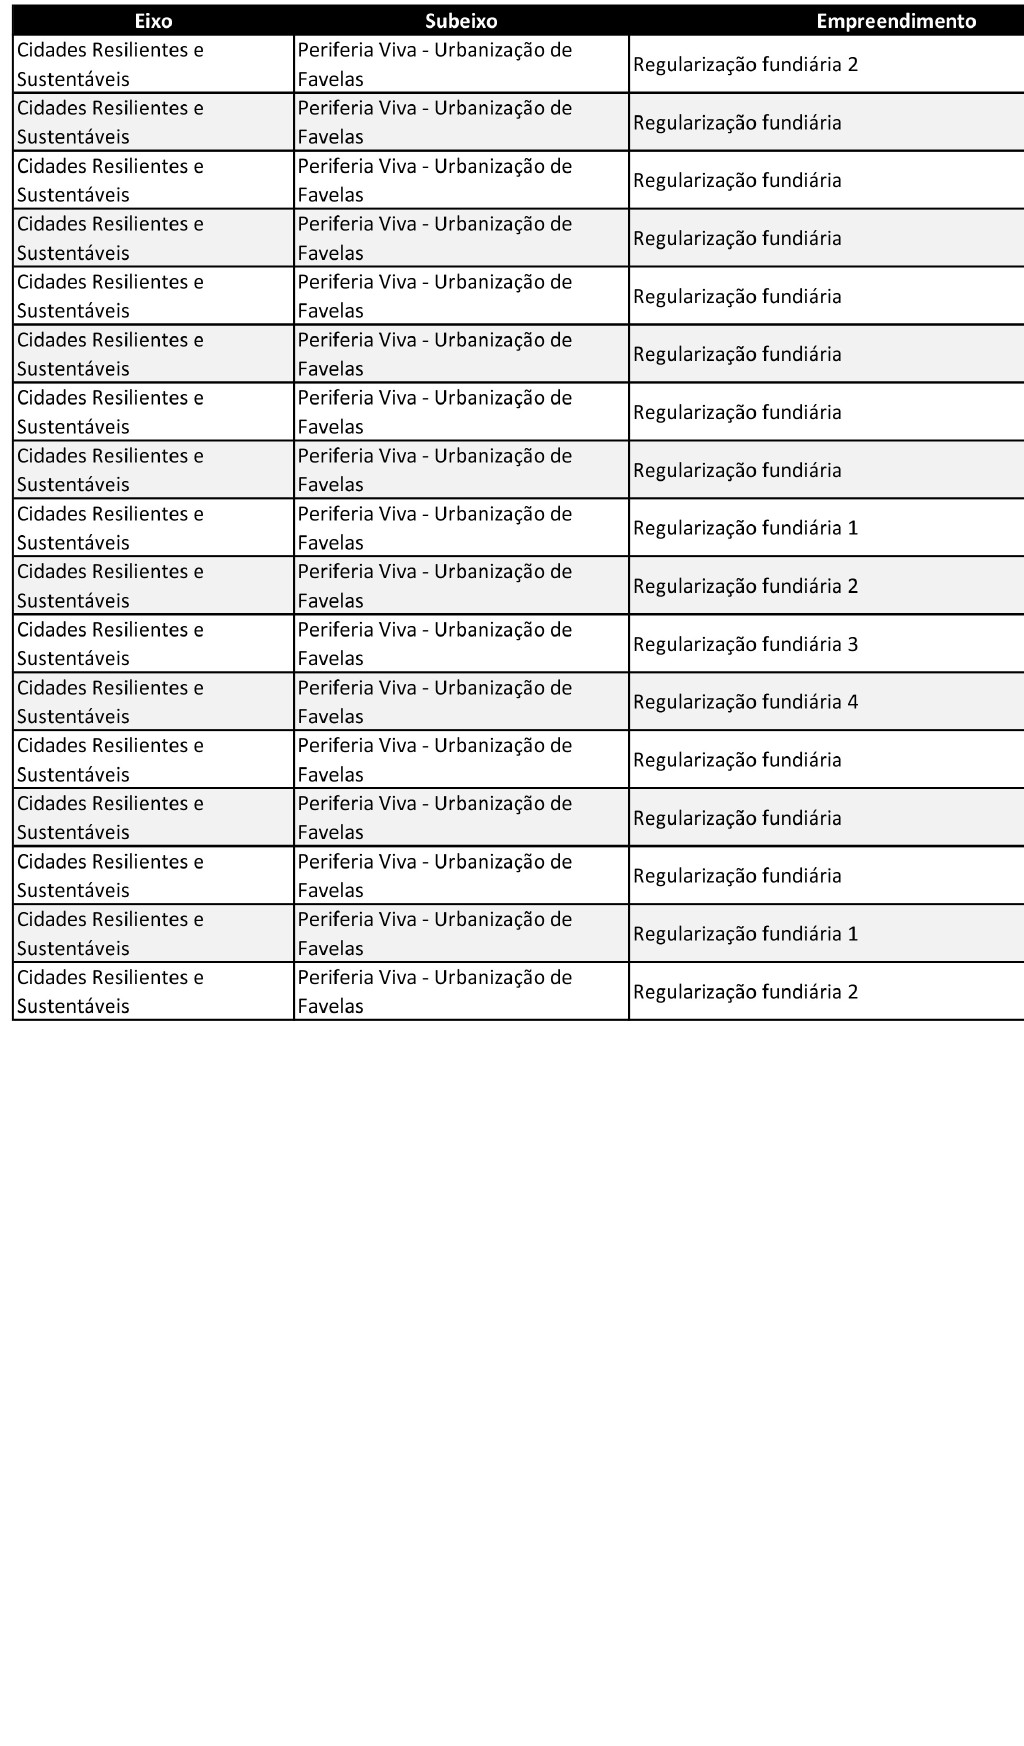 Eixo Subeixo Empreendimento
Cidades Resilientes e Periferia Viva - Urbanização de
Sustentáveis Favelas Regularização fundiária 2
Cidades Resilientes e Periferia Viva - Urbanização de
Sustentáveis Favelas Regularização fundiária
Cidades Resilientes e Periferia Viva - Urbanização de
Sustentáveis Favelas Regularização fundiária
Cidades Resilientes e Periferia Viva - Urbanização de
Sustentáveis Favelas Regularização fundiária
Cidades Resilientes e Periferia Viva - Urbanização de
Sustentáveis Favelas Regularização fundiária
Cidades Resilientes e Periferia Viva - Urbanização de
Sustentáveis Favelas Regularização fundiária
Cidades Resilientes e Periferia Viva - Urbanização de
Sustentáveis Favelas Regularização fundiária
Cidades Resilientes e Periferia Viva - Urbanização de
Sustentáveis Favelas Regularização fundiária
Cidades Resilientes e Periferia Viva - Urbanização de
Sustentáveis Favelas Regularização fundiária 1
Cidades Resilientes e Periferia Viva - Urbanização de
Sustentáveis Favelas Regularização fundiária 2
Cidades Resilientes e Periferia Viva - Urbanização de
Sustentáveis Favelas Regularização fundiária 3
Cidades Resilientes e Periferia Viva - Urbanização de
Sustentáveis Favelas Regularização fundiária 4
Cidades Resilientes e Periferia Viva - Urbanização de
Sustentáveis Favelas Regularização fundiária
Cidades Resilientes e Periferia Viva - Urbanização de
Sustentáveis Favelas Regularização fundiária
Cidades Resilientes e Periferia Viva - Urbanização de
Sustentáveis Favelas Regularização fundiária
Cidades Resilientes e Periferia Viva - Urbanização de
Sustentáveis Favelas Regularização fundiária 1
Cidades Resilientes e Periferia Viva - Urbanização de
Sustentáveis Favelas Regularização fundiária 2